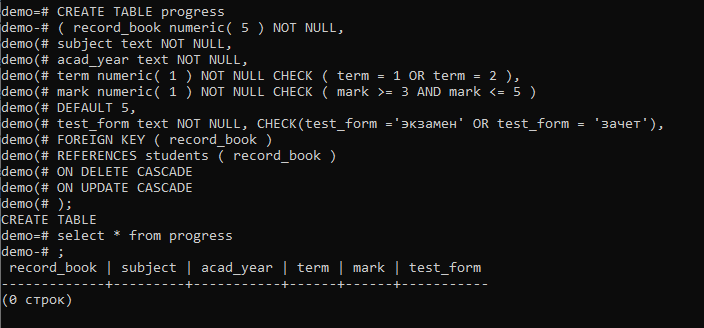 demo=# CREATE TABLE progress
demo-# ( record_book numeric( 5 ) NOT NULL,
demo(# subject text NOT NULL,
demo(# acad_year text NOT NULL,
demo(# term numeric( 1 ) NOT NULL CHECK ( term = 1 OR term = 2 ),
demo(# mark numeric( 1 ) NOT NULL CHECK ( mark >= 3 AND mark <= 5 )
demo(# DEFAULT 5,
demo(# test_form text NOT NULL, CHECK(test_form ='экзамен' OR test_form = 'зачет'),
demo(# FOREIGN KEY ( record_book )
demo(# REFERENCES students ( record_book )
demo(# ON DELETE CASCADE
demo(# ON UPDATE CASCADE
demo(# );
CREATE TABLE
demo=# select * from progress
demo-# ;
 record_book | subject | acad_year | term | mark | test_form
-------------+---------+-----------+------+------+-----------
(0 строк)